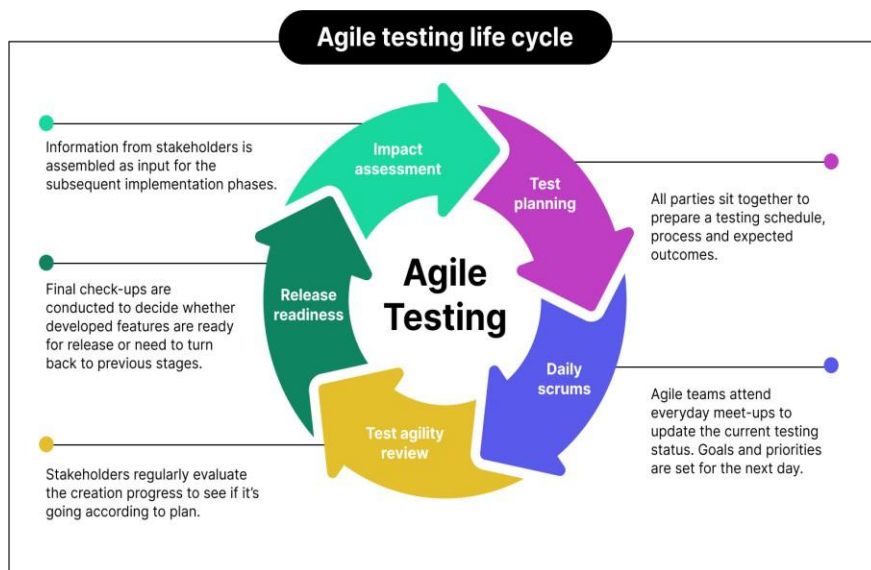 Agile testing life cycle
Impact
assessment
Information from stakeholders is
assembled as input for the
subsequent implementation phases.
Test
planning
All parties sit together to
prepare a testing schedule,
process and expected
outcomes.
Agile
Testing
Daily
scrums
Agile teams attend
everyday meet-ups to
update the current testing
status. Goals and priorities
are set for the next day.
Test agility
review
Stakeholders regularly evaluate
the creation progress to see if it's
going according to plan.
Release
readiness
Final check-ups are
conducted to decide whether
developed features are ready
for release or need to turn
back to previous stages.